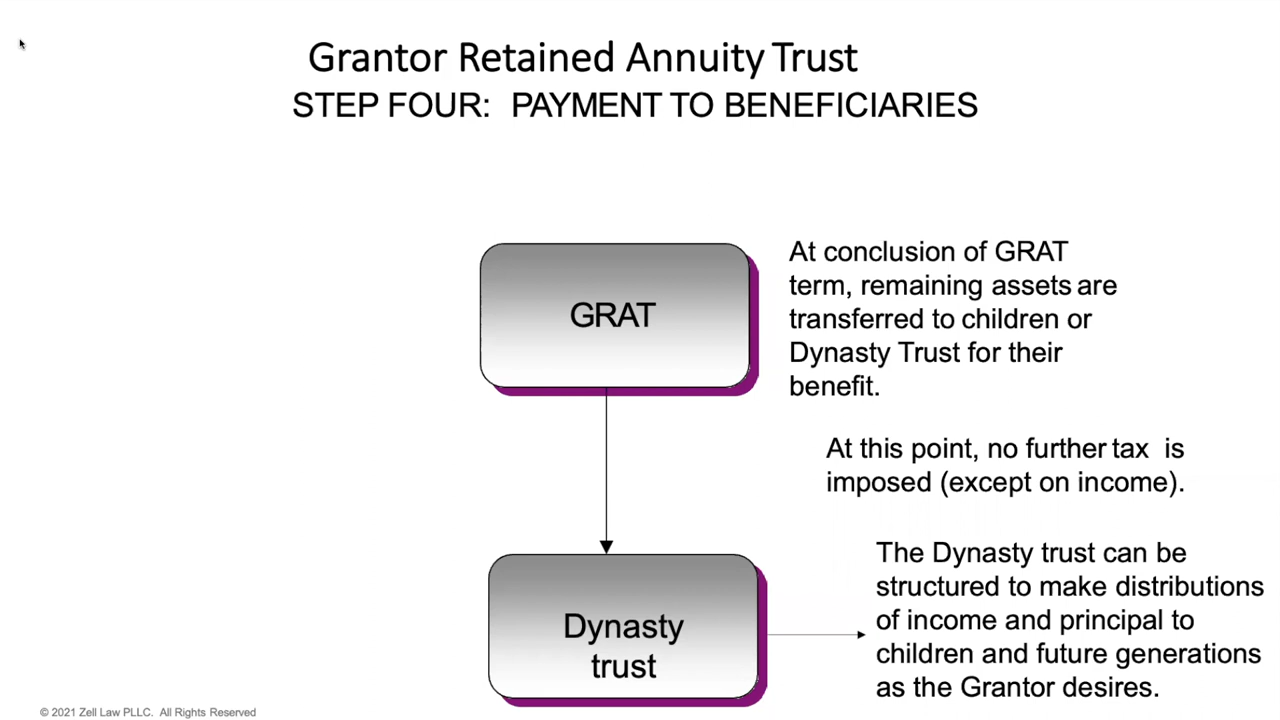 Grantor Retained Annuity Trust
STEP FOUR: PAYMENT TO BENEFICIARIES
GRAT
At conclusion of GRAT
term, remaining assets are
transferred to children or
Dynasty Trust for their
benefit.
At this point, no further tax is
imposed (except on income).
Dynasty
trust
The Dynasty trust can be
structured to make distributions
of income and principal to
children and future generations
as the Grantor desires.
© 2021 Zell Law PLLC. All Rights Reserved